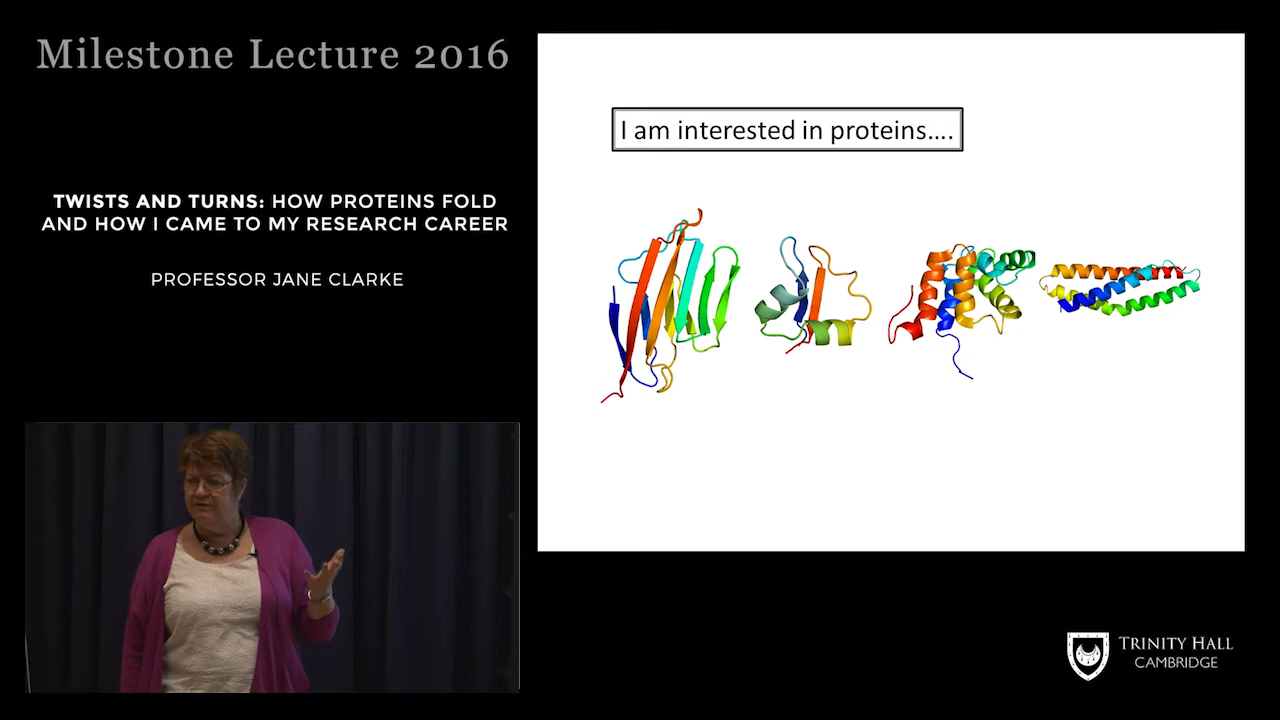 Milestone Lecture 2016
TWISTS AND TURNS: HOW PROTEINS FOLD
AND HOW I CAME TO MY RESEARCH CAREER
PROFESSOR JANE CLARKE
I am interested in proteins....
TRINITY HALL
CAMBRIDGE